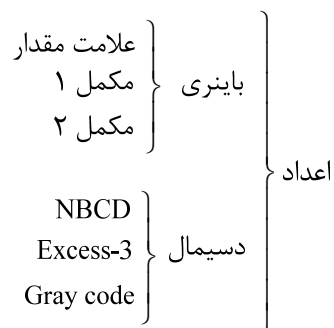 علامت مقدار
باینری
مکمل ۱
مکمل ۲
اعداد
NBCD
دسیمال
Excess-3
Gray code